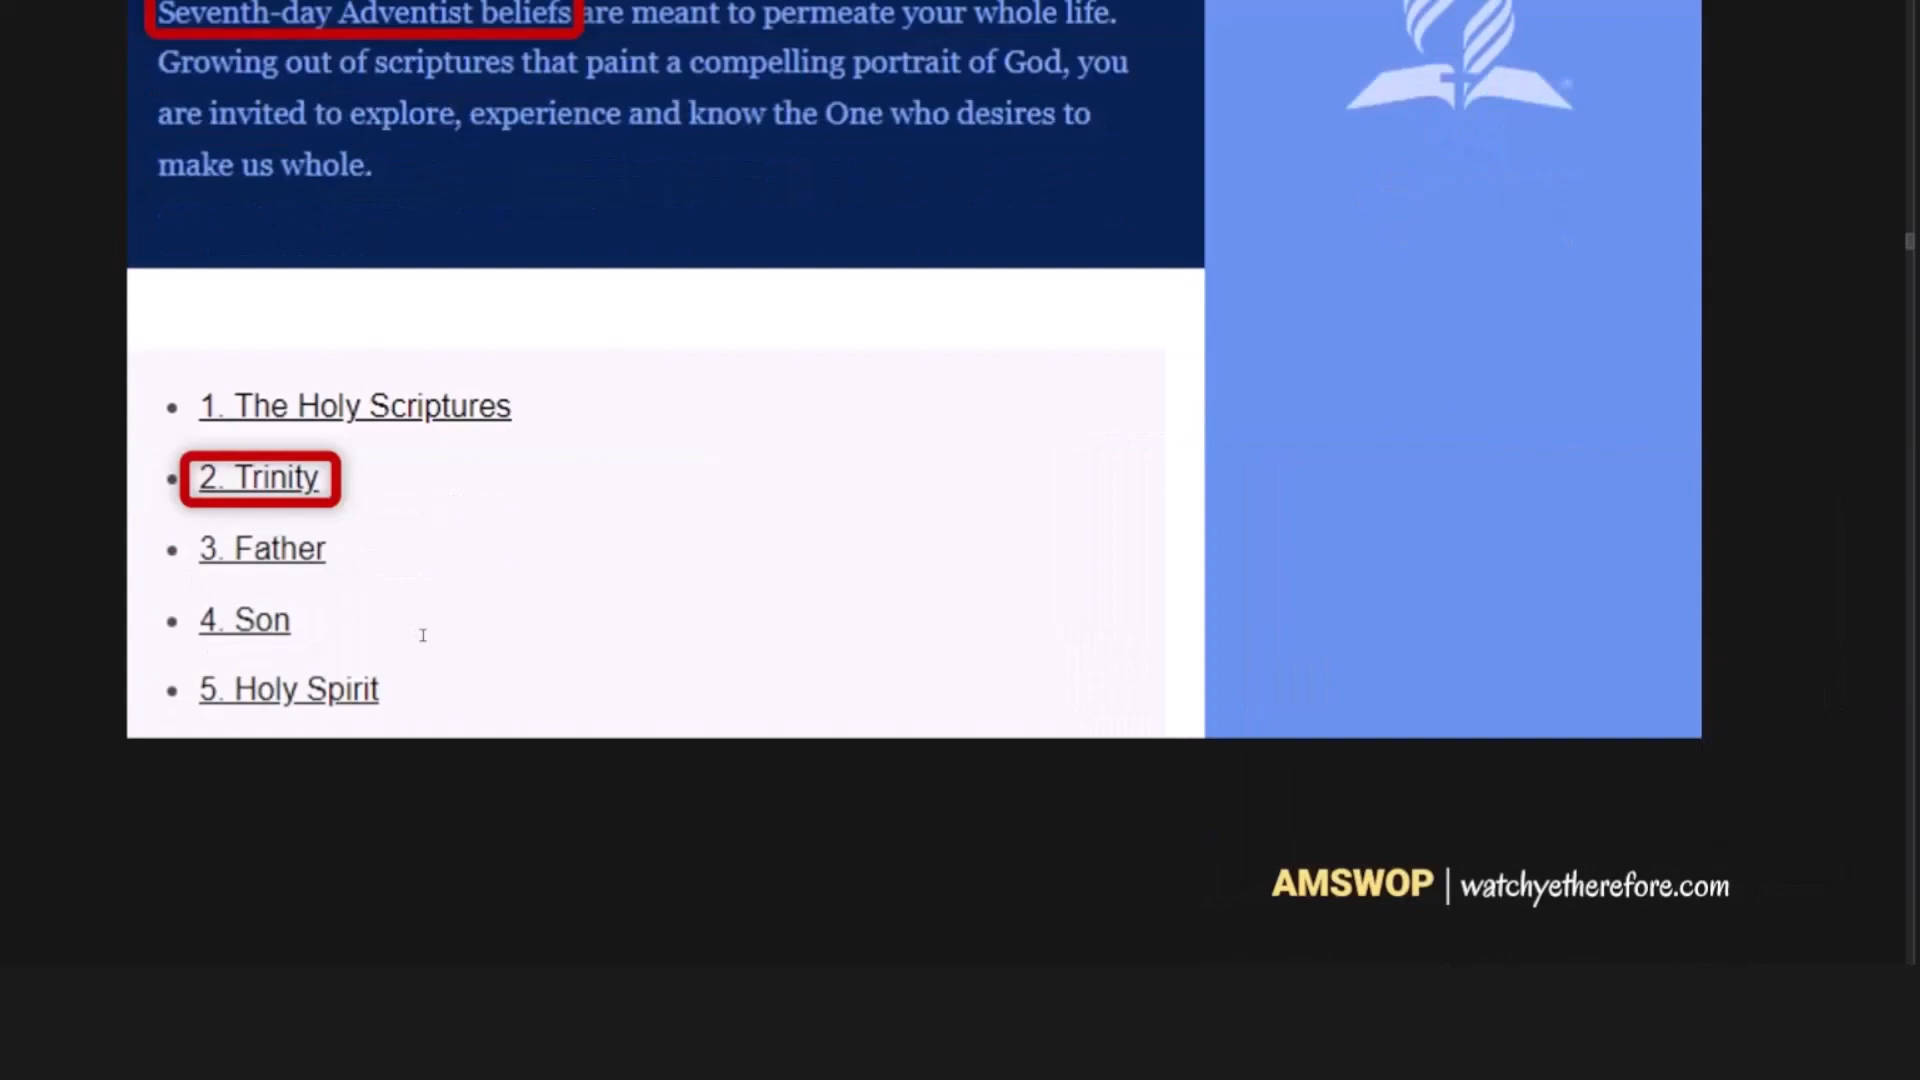 Seventh-day Adventist beliefs are meant to permeate your whole life.
Growing out of scriptures that paint a compelling portrait of God, you
are invited to explore, experience and know the One who desires to
make us whole.
1. The Holy Scriptures
2. Trinity
3. Father
4. Son
5. Holy Spirit
AMSWOP | watchyetherefore.com